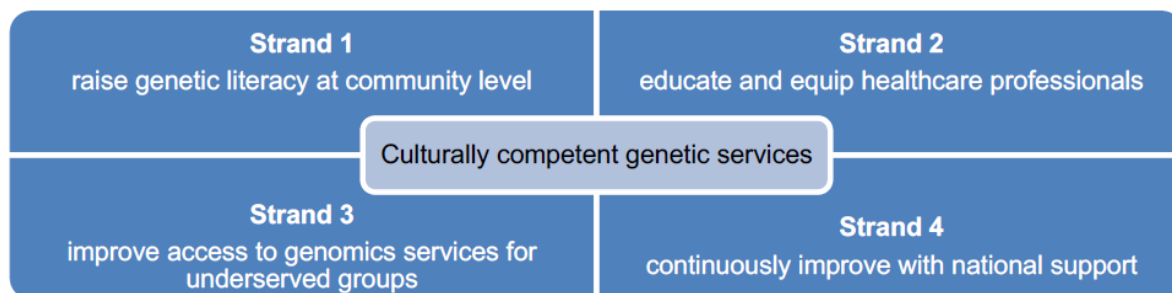 Strand 1
raise genetic literacy at community level
Strand 2
educate and equip healthcare professionals
Culturally competent genetic services
Strand 3
improve access to genomics services for
underserved groups
Strand 4
continuously improve with national support